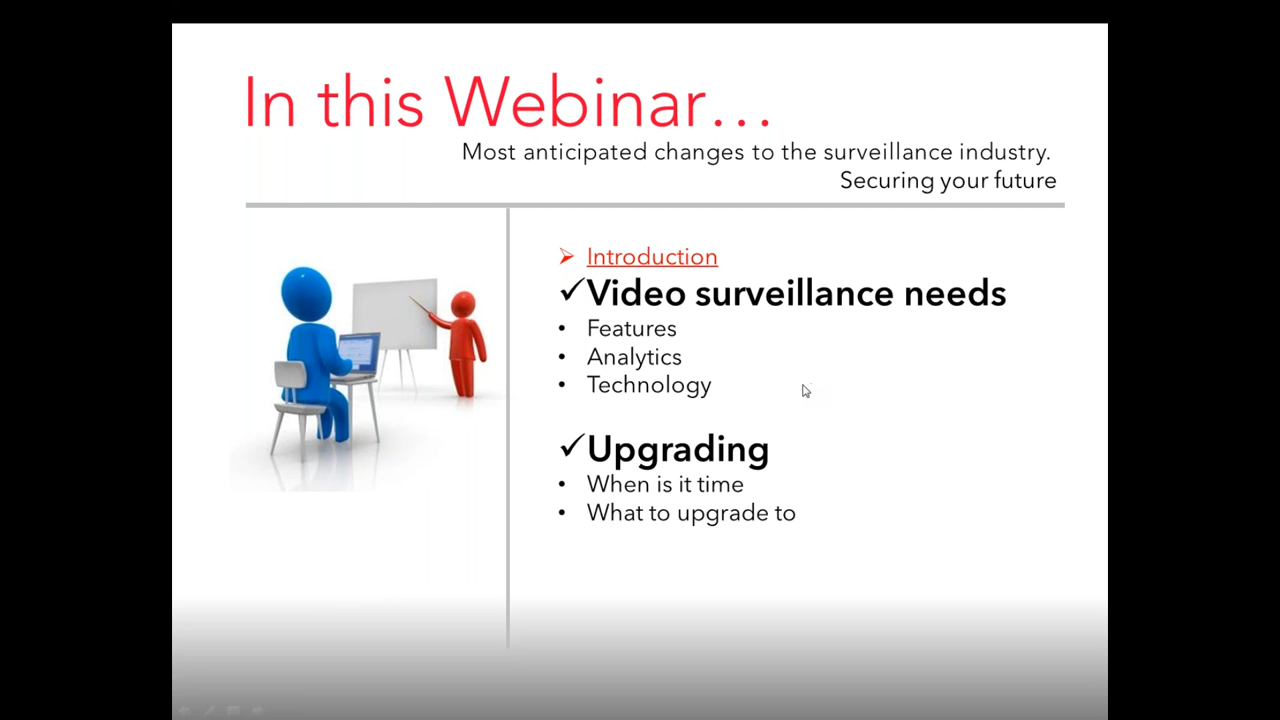 In this Webinar...
Most anticipated changes to the surveillance industry.
Securing your future
➢ Introduction
✓Video surveillance needs
• Features
• Analytics
• Technology
✓Upgrading
• When is it time
• What to upgrade to